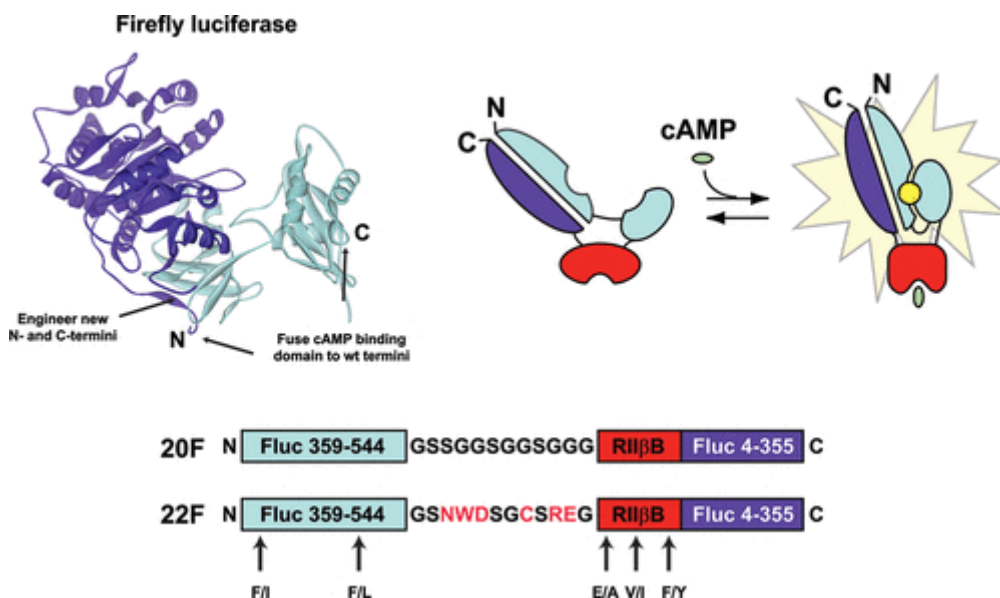 Firefly luciferase
C
N
Engineer new
N- and C-termini
Fuse cAMP binding
domain to wt termini
N
C
cAMP
N
C
20F N Fluc 359-544 GSSGGSGGSGGG RIIβB Fluc 4-355 C
22F N Fluc 359-544 GSNWDSGCSREG RIIβB Fluc 4-355 C
F/I F/L E/A V/I F/Y